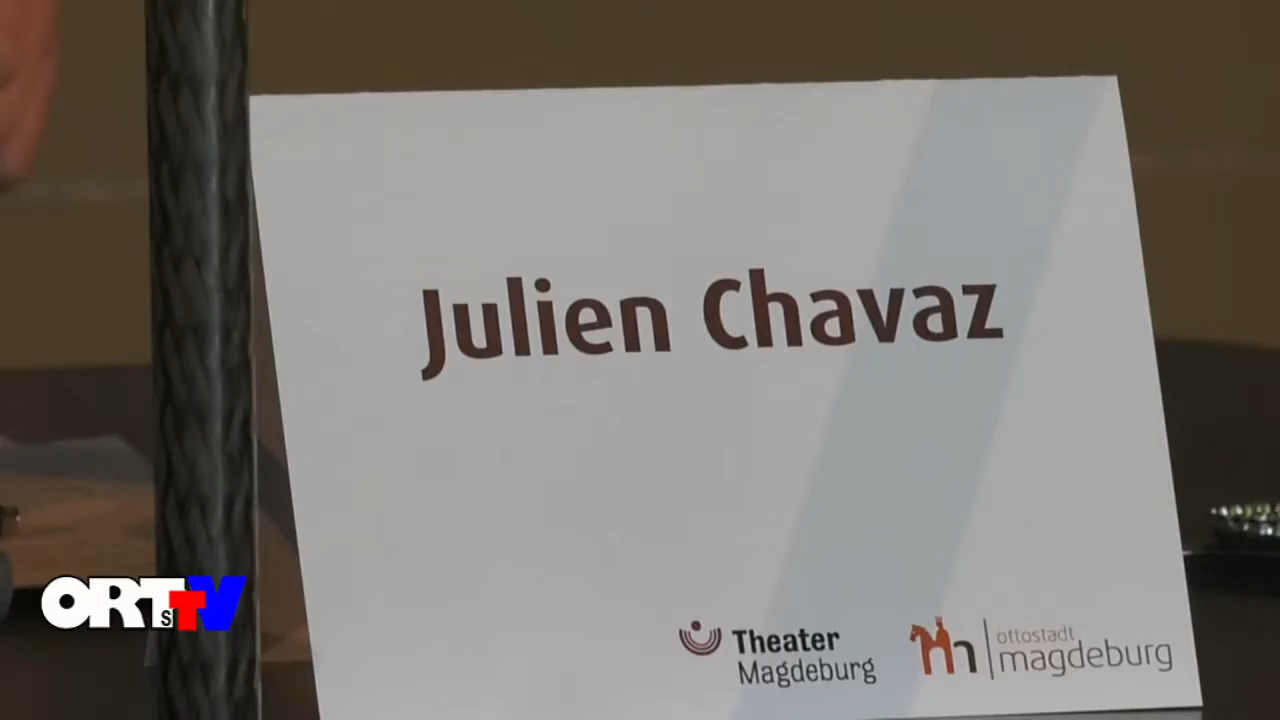 Julien Chavaz
Theater
Magdeburg
ottostadt
magdeburg
ORTsTV